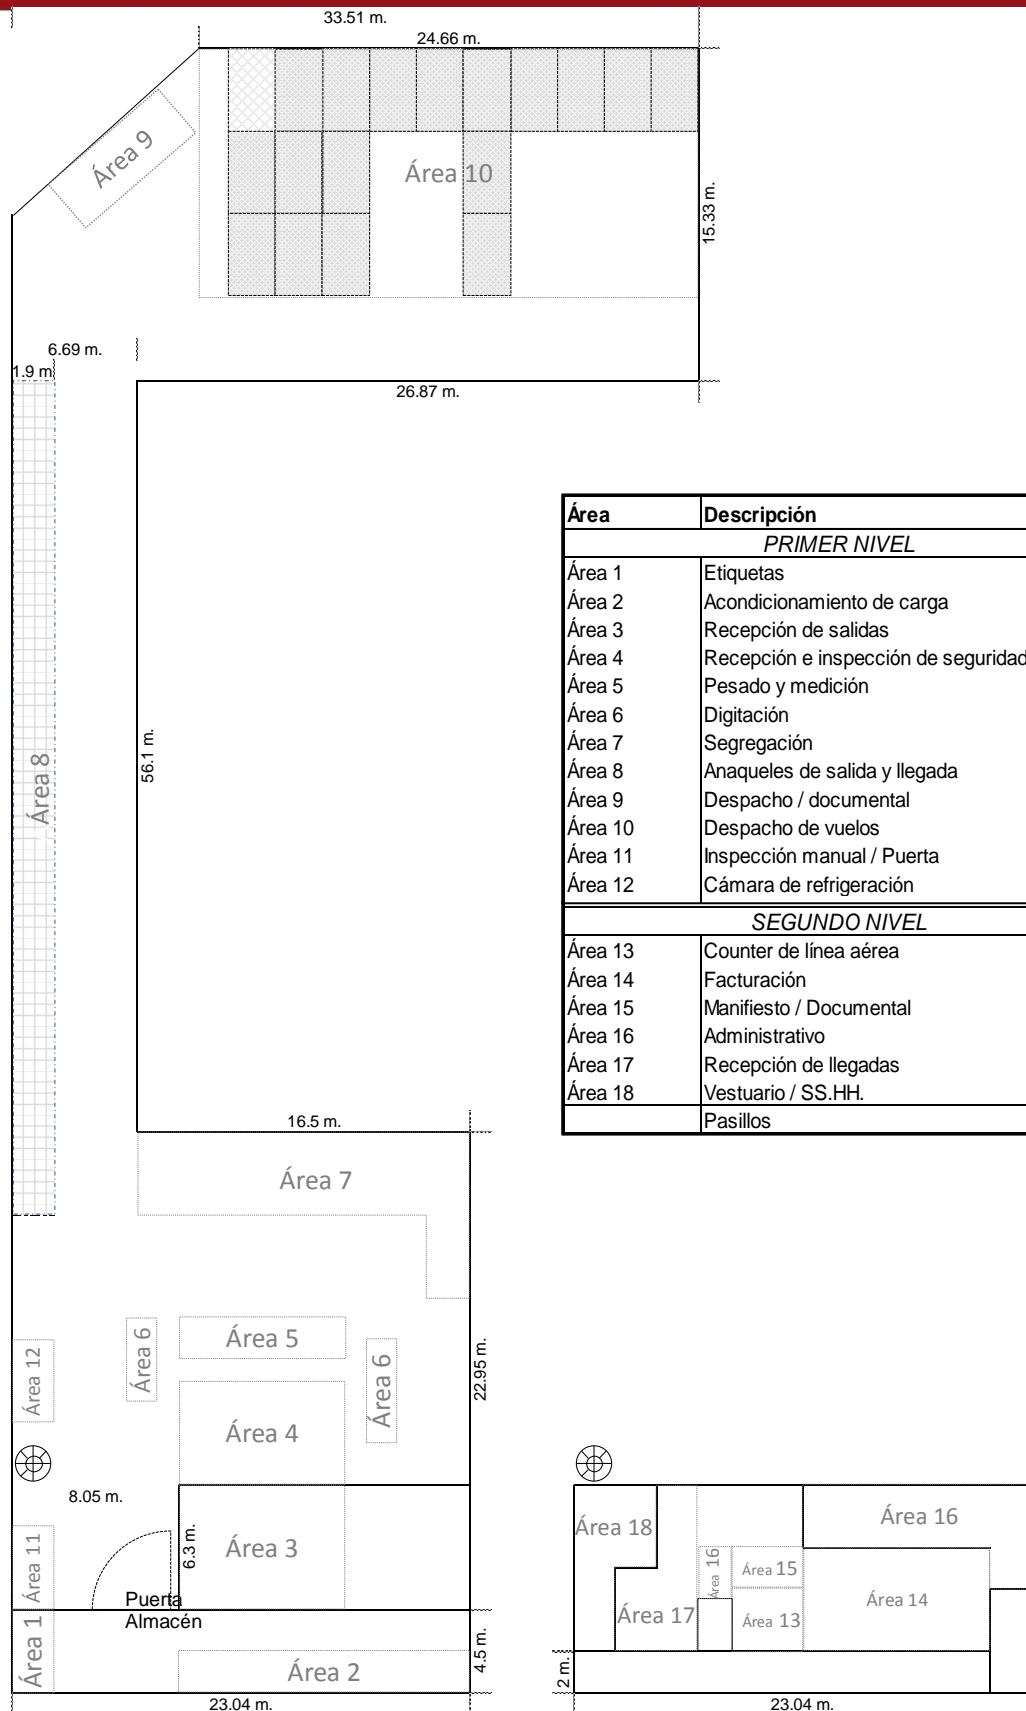 33.51 m.
24.66 m.
Área 9
Área 10
15.33 m.
6.69 m.
1.9 m
26.87 m.
Área	Descripción
PRIMER NIVEL
Área 1	Etiquetas
Área 2	Acondicionamiento de carga
Área 3	Recepción de salidas
Área 4	Recepción e inspección de seguridad
Área 5	Pesado y medición
Área 6	Digitación
Área 7	Segregación
Área 8	Anaqueles de salida y llegada
Área 9	Despacho / documental
Área 10	Despacho de vuelos
Área 11	Inspección manual / Puerta
Área 12	Cámara de refrigeración
SEGUNDO NIVEL
Área 13	Counter de línea aérea
Área 14	Facturación
Área 15	Manifiesto / Documental
Área 16	Administrativo
Área 17	Recepción de llegadas
Área 18	Vestuario / SS.HH.
Pasillos
56.1 m.
Área 8
16.5 m.
Área 7
Área 5
Área 6
Área 6
Área 12
22.95 m.
Área 4
8.05 m.
6.3 m.
Área 3
Área 11
Puerta
Almacén
Área 1
Área 2
4.5 m.
23.04 m.
Área 18
Área 16
Área 16
Área 15
Área 14
Área 17
Área 13
2 m.
23.04 m.